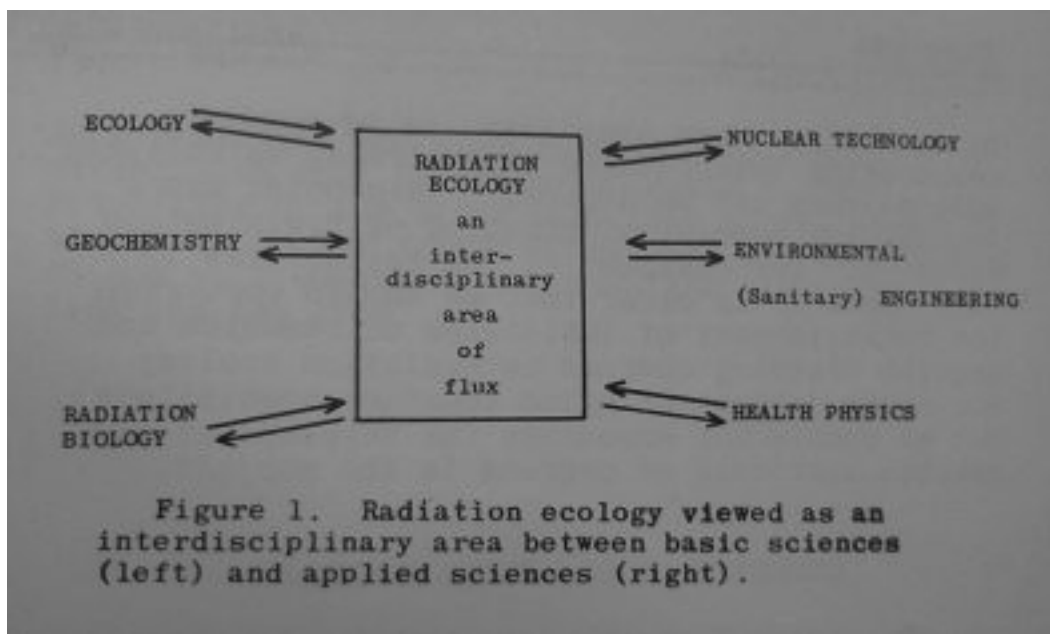 ECOLOGY
GEOCHEMISTRY
RADIATION
BIOLOGY
RADIATION
ECOLOGY
an
inter-
disciplinary
area
of
flux
NUCLEAR TECHNOLOGY
ENVIRONMENTAL
(Sanitary) ENGINEERING
HEALTH PHYSICS
Figure 1. Radiation ecology viewed as an
interdisciplinary area between basic sciences
(left) and applied sciences (right).